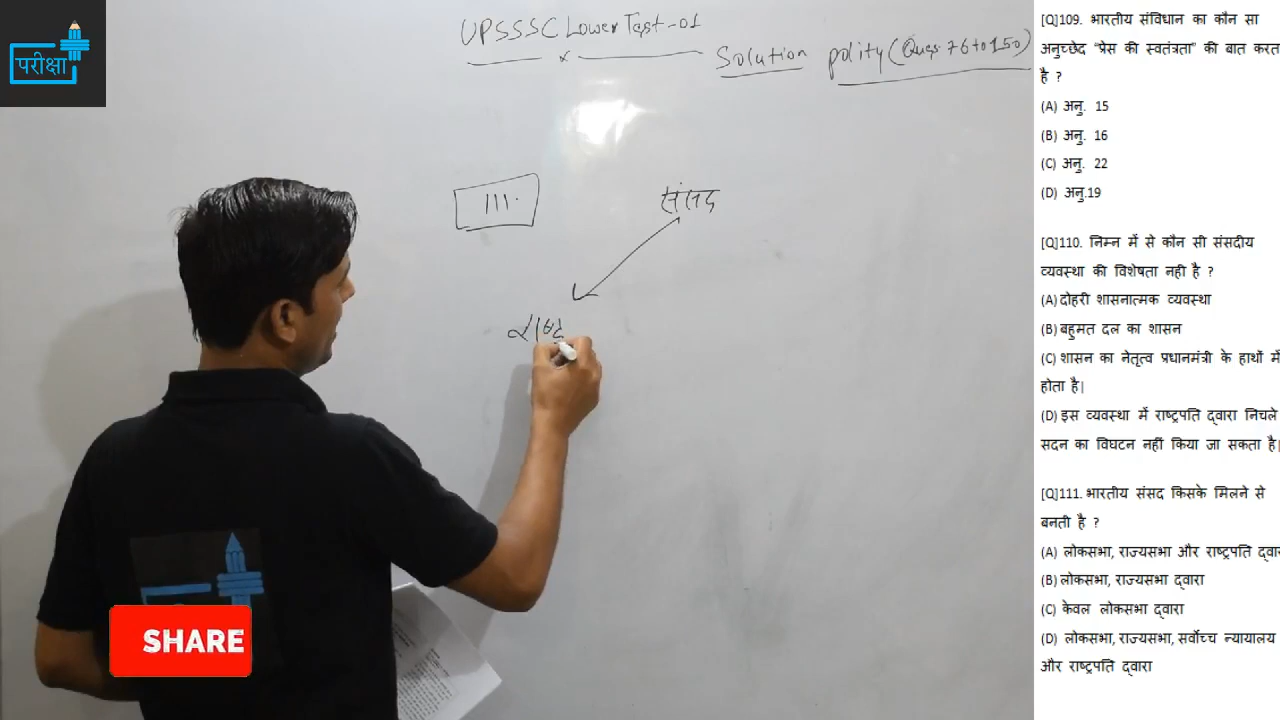 परीक्षा
UPSSSC Lower Test-01
Solution polity (Ques 76 to 150)
111.
संसद
SHARE
[Q]109. भारतीय संविधान का कौन सा
अनुच्छेद "प्रेस की स्वतंत्रता" की बात करत
है ?
(A) अनु. 15
(B) अनु. 16
(C) अनु. 22
(D) अनु.19
[Q]110. निम्न में से कौन सी संसदीय
व्यवस्था की विशेषता नही है ?
(A) दोहरी शासनात्मक व्यवस्था
(B) बहुमत दल का शासन
(C) शासन का नेतृत्व प्रधानमंत्री के हाथों में
होता है|
(D) इस व्यवस्था में राष्ट्रपति द्वारा निचले
सदन का विघटन नहीं किया जा सकता है|
[Q]111. भारतीय संसद किसके मिलने से
बनती है ?
(A) लोकसभा, राज्यसभा और राष्ट्रपति द्वारा
(B) लोकसभा, राज्यसभा द्वारा
(C) केवल लोकसभा द्वारा
(D) लोकसभा, राज्यसभा, सर्वोच्च न्यायालय
और राष्ट्रपति द्वारा